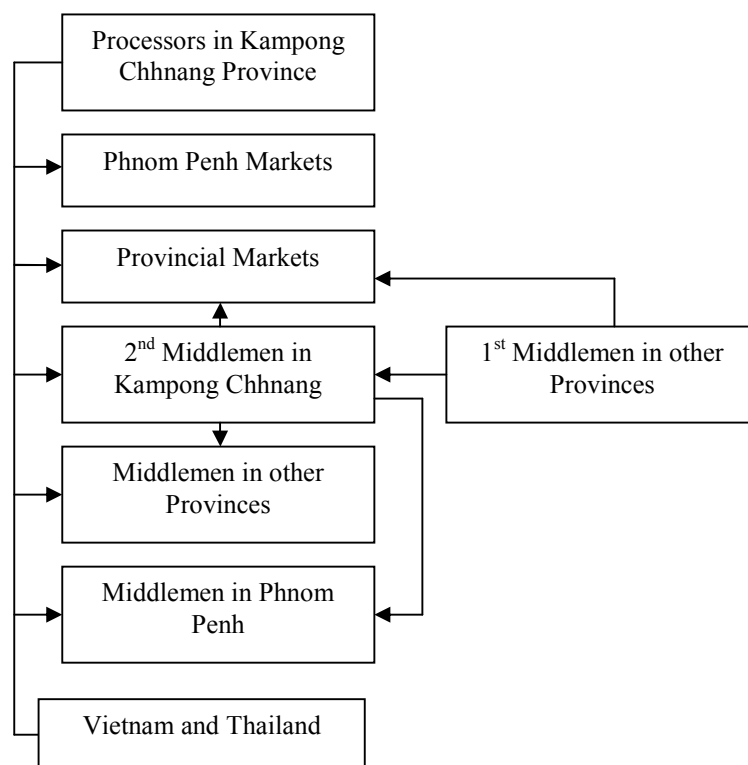 Processors in Kampong
Chhnang Province
Phnom Penh Markets
Provincial Markets
2nd Middlemen in
Kampong Chhnang
1st Middlemen in other
Provinces
Middlemen in other
Provinces
Middlemen in Phnom
Penh
Vietnam and Thailand